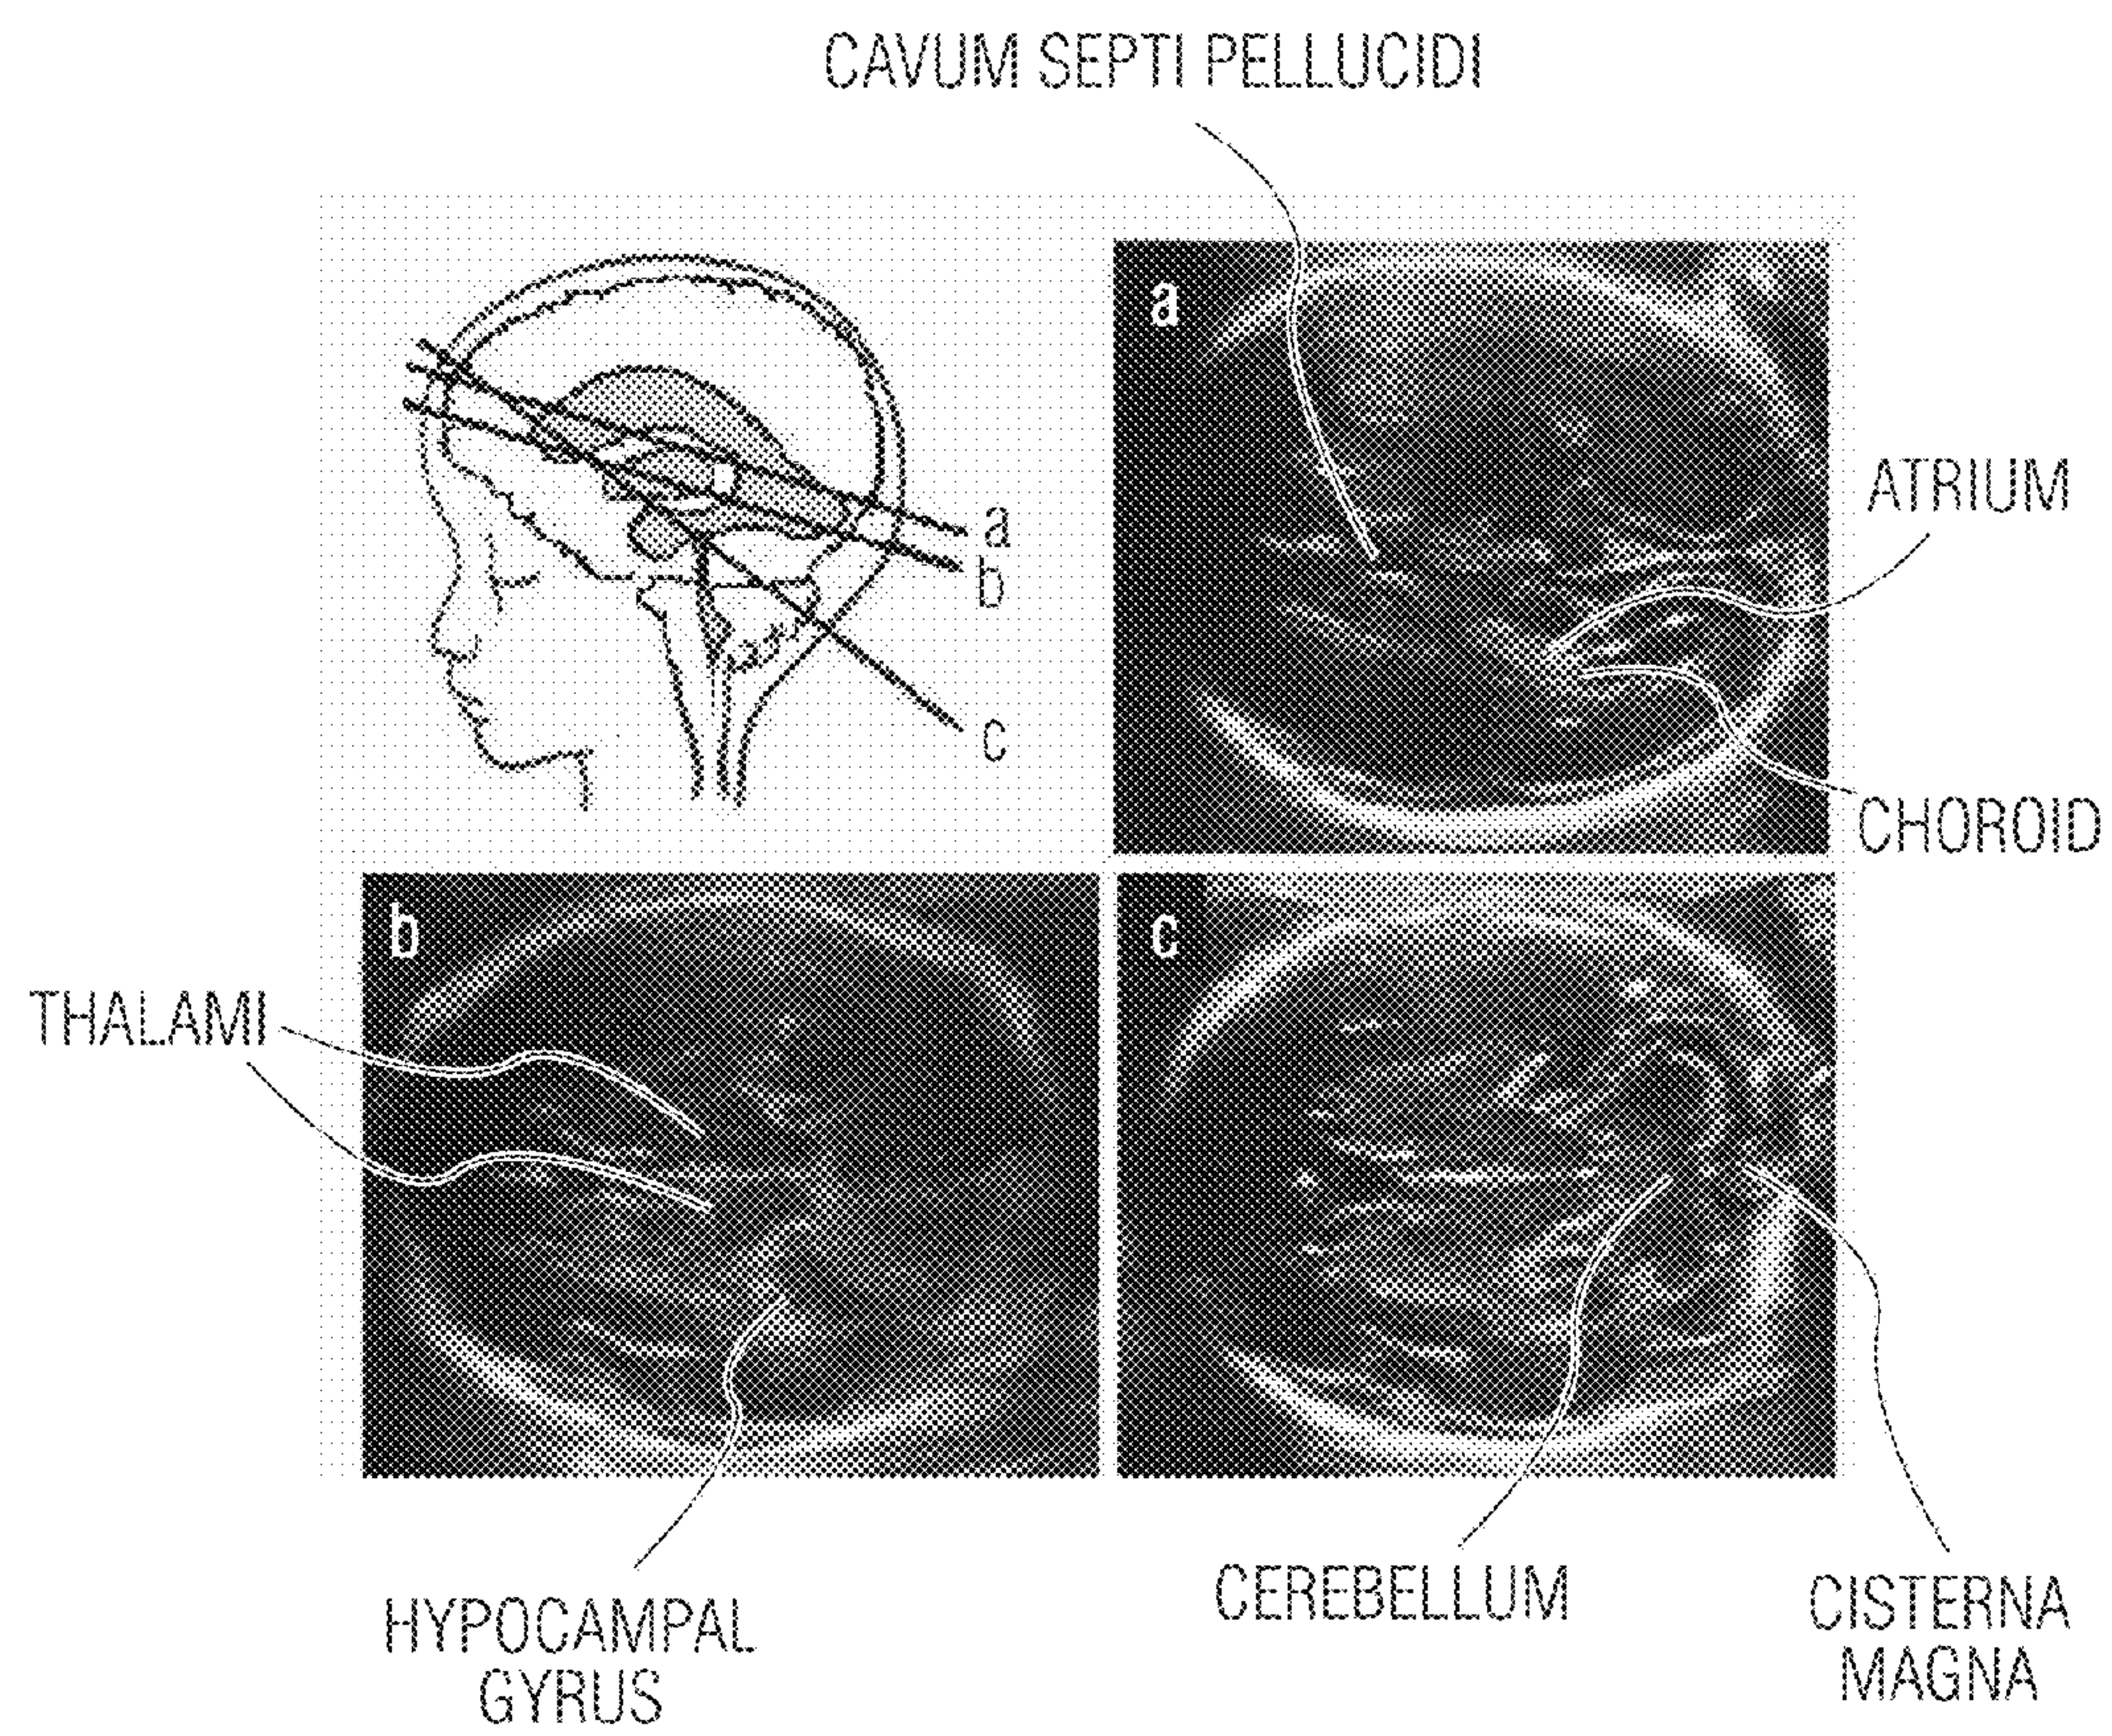 CAVUM SEPTI PELLUCIDI
a
ATRIUM
a
b
c
CHOROID
b
c
THALAMI
HYPOCAMPAL
GYRUS
CEREBELLUM
CISTERNA
MAGNA